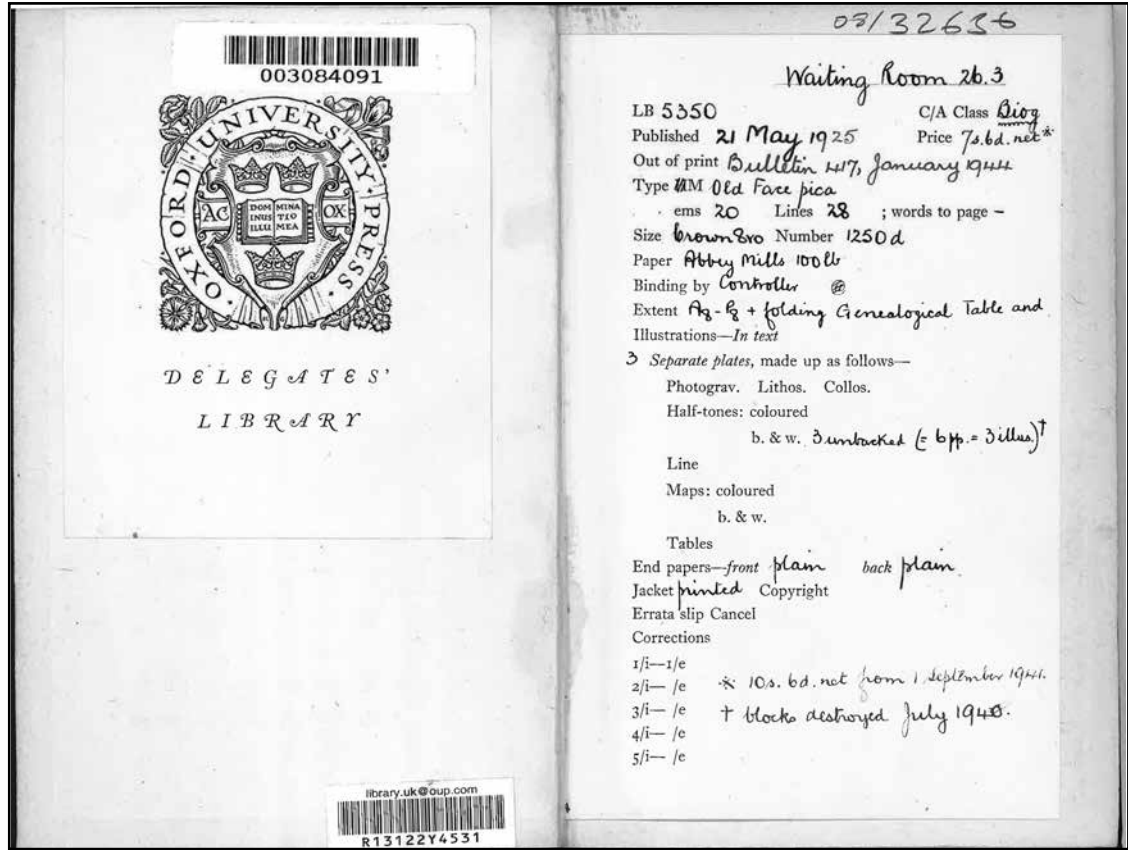 003084091
OXFORD · UNIVERSITY · PRESS ·
AC OX
DOM MINA
INUS TIO
ILLU MEA
DELEGATES'
LIBRARY
library.uk@oup.com
R13122Y4531
03/32636
Waiting Room 26.3
LB 5350 C/A Class Biog
Published 21 May 1925 Price 7s.6d. net*
Out of print Bulletin 417, January 1944
Type M Old Face pica
ems 20 Lines 28 ; words to page –
Size Crown 8vo Number 1250 d
Paper Abbey Mills 100 lb
Binding by Controller
Extent + folding Genealogical Table and
Illustrations—In text
3 Separate plates, made up as follows—
Photograv. Lithos. Collos.
Half-tones: coloured
b. & w. 3 unbacked (= 6 pp. = 3 illus.)†
Line
Maps: coloured
b. & w.
Tables
End papers—front plain back plain
Jacket printed Copyright
Errata slip Cancel
Corrections
1/i—1/e
2/i— /e * 10s. 6d. net from 1 September 1941.
3/i— /e † blocks destroyed July 1940.
4/i— /e
5/i— /e